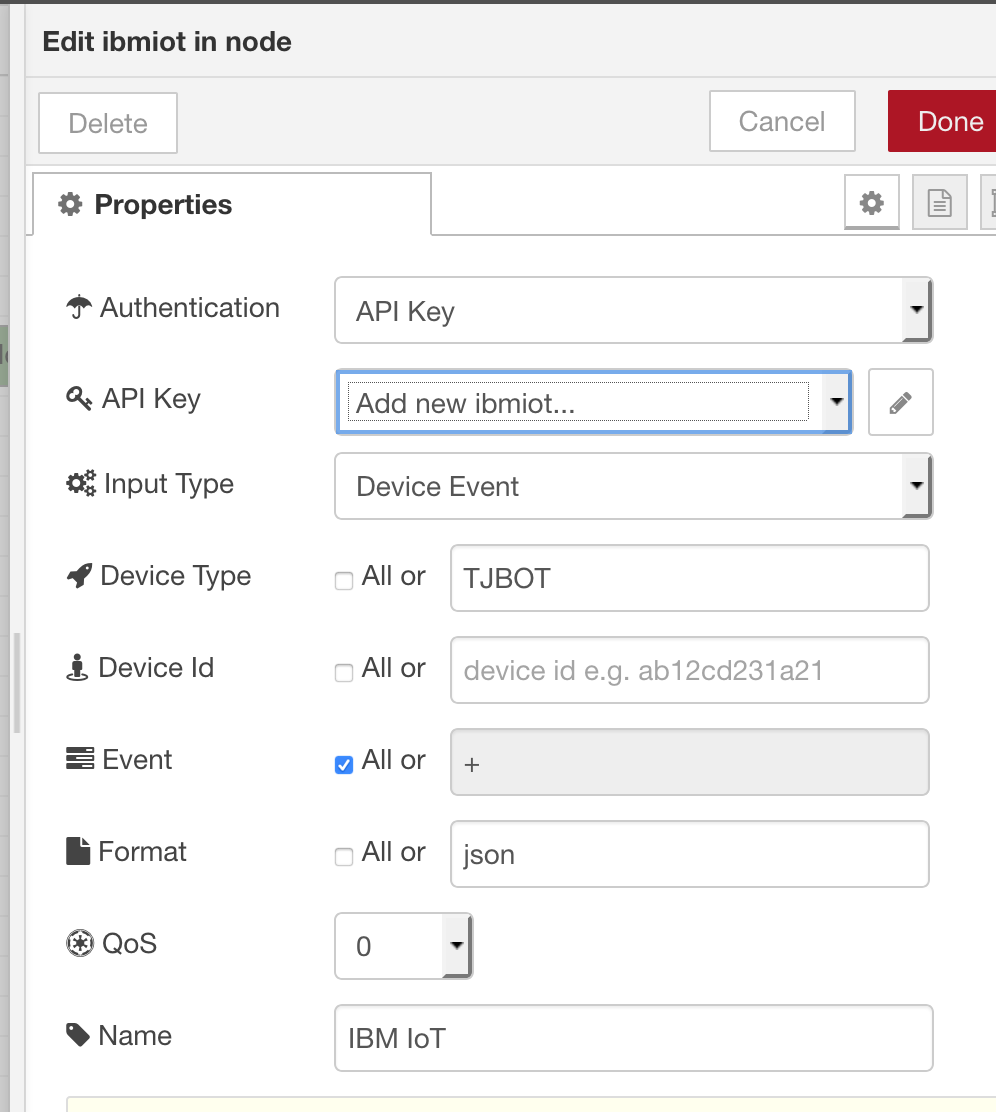 Edit ibmiot in node
Delete
Cancel
Done
Properties
Authentication
API Key
API Key
Add new ibmiot...
Input Type
Device Event
Device Type
All or
TJBOT
Device Id
All or
device id e.g. ab12cd231a21
Event
All or
+
Format
All or
json
QoS
0
Name
IBM IoT